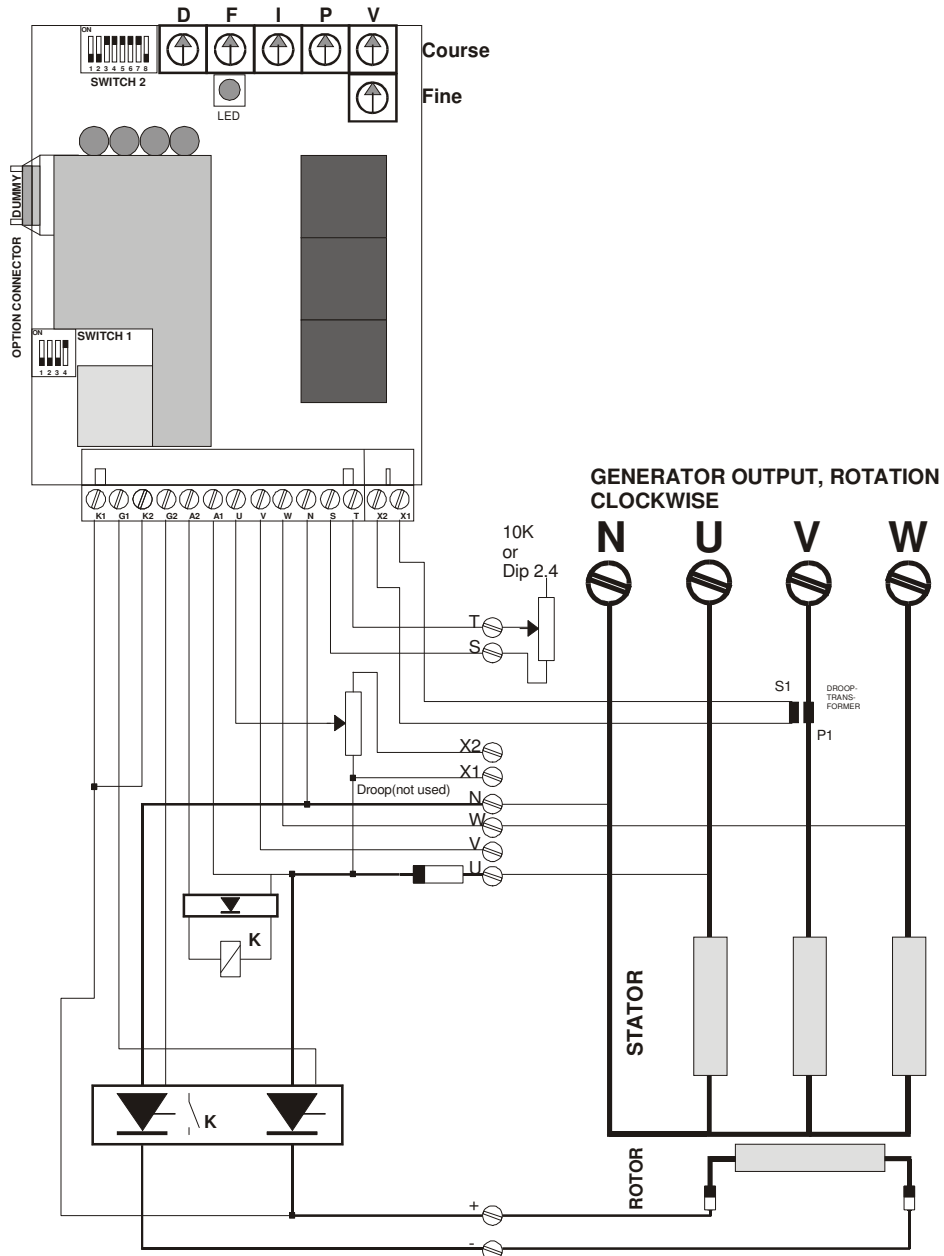 D F I P V
ON
1 2 3 4 5 6 7 8
SWITCH 2
Course
Fine
LED
DUMMY
OPTION CONNECTOR
ON
SWITCH 1
1 2 3 4
K1 G1 K2 G2 A2 A1 U V W N S T X2 X1
GENERATOR OUTPUT, ROTATION
CLOCKWISE
N U V W
10K
or
Dip 2.4
T
S
S1
DROOP-
TRANS-
FORMER
P1
X2
X1
Droop(not used)
N
W
V
U
K
STATOR
K
ROTOR
+
-